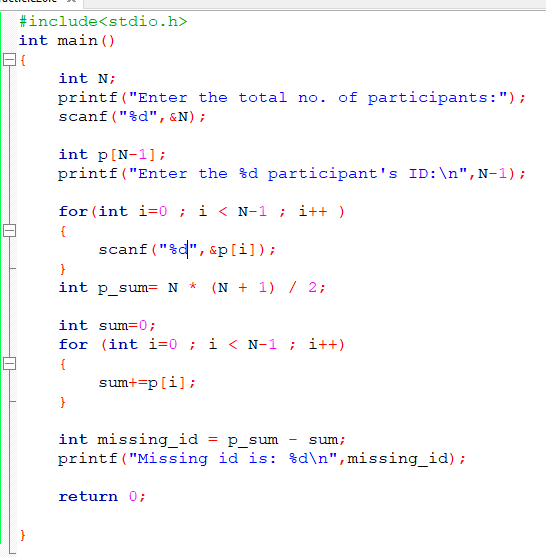 #include<stdio.h>
int main()
{
    int N;
    printf("Enter the total no. of participants:");
    scanf("%d",&N);

    int p[N-1];
    printf("Enter the %d participant's ID:\n",N-1);

    for(int i=0 ; i < N-1 ; i++ )
    {
        scanf("%d",&p[i]);
    }
    int p_sum= N * (N + 1) / 2;

    int sum=0;
    for (int i=0 ; i < N-1 ; i++)
    {
        sum+=p[i];
    }

    int missing_id = p_sum - sum;
    printf("Missing id is: %d\n",missing_id);

    return 0;

}